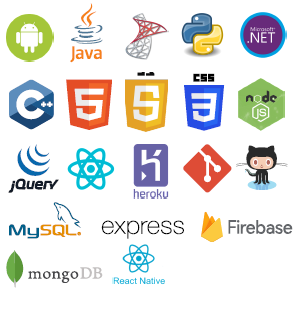 Java
Microsoft
.NET
C++
5
5
CSS
3
node
JS
jQuery
heroku
MySQL.
express
Firebase
mongoDB
React Native